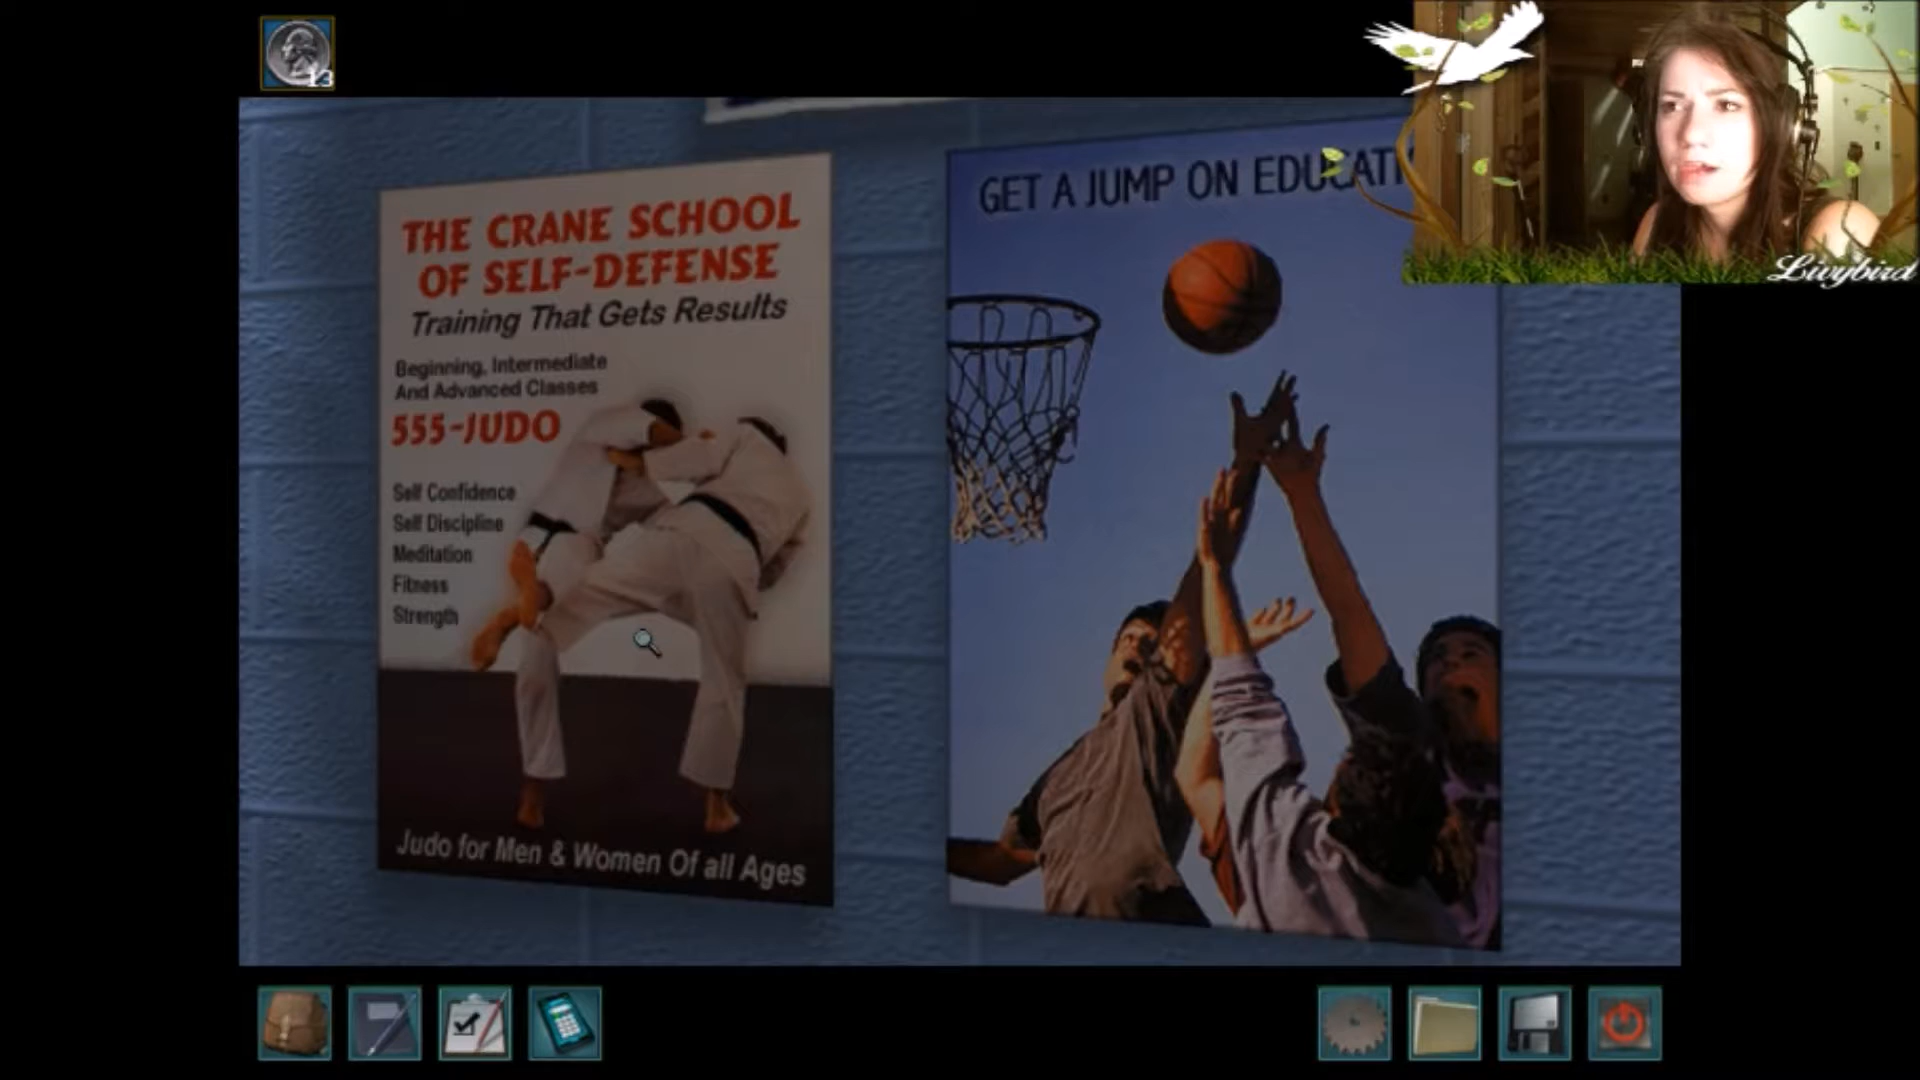 13
THE CRANE SCHOOL
OF SELF-DEFENSE
Training That Gets Results
Beginning, Intermediate
And Advanced Classes
555-JUDO
Self Confidence
Self Discipline
Meditation
Fitness
Strength
Judo for Men & Women Of all Ages
GET A JUMP ON EDUCATI
Livybird